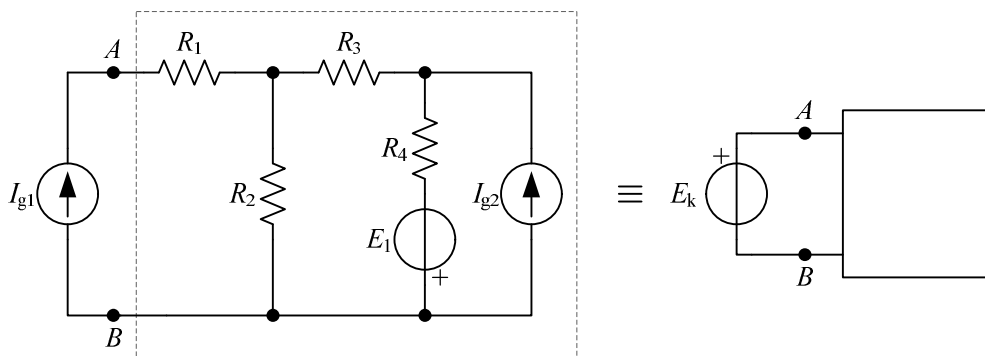 A
R1
R3
R4
Ig1
R2
Ig2
E1
+
B
≡
A
+
Ek
B